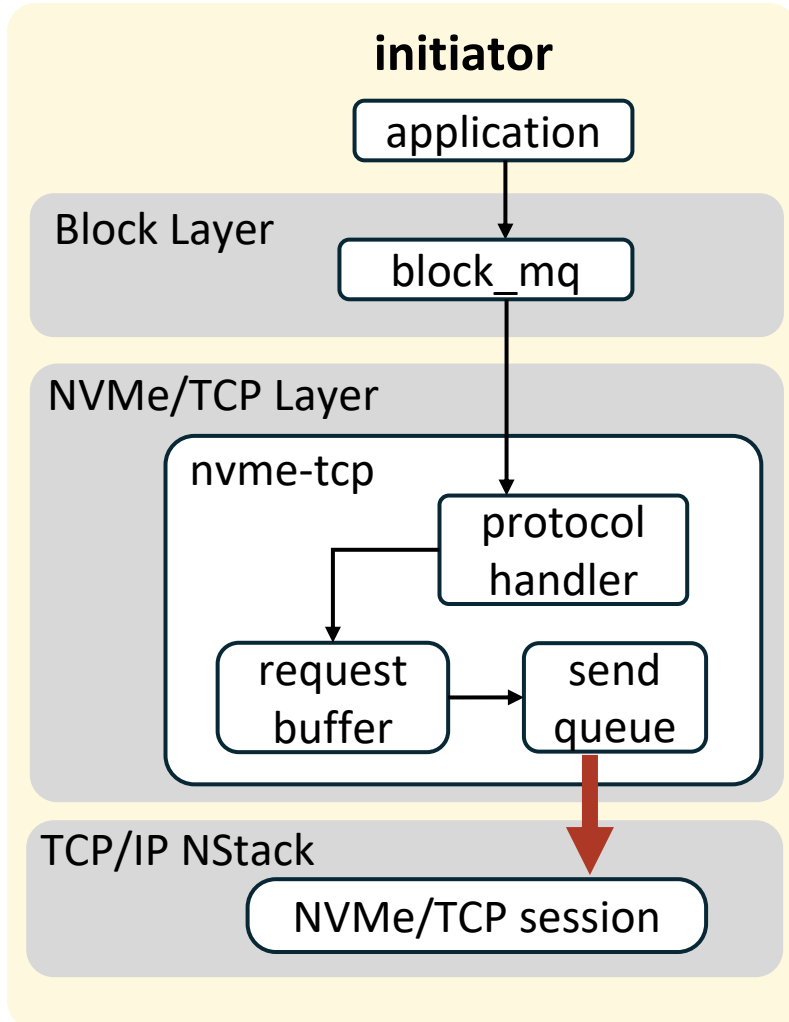 initiator
application
Block Layer
block_mq
NVMe/TCP Layer
nvme-tcp
protocol
handler
request
buffer
send
queue
TCP/IP NStack
NVMe/TCP session